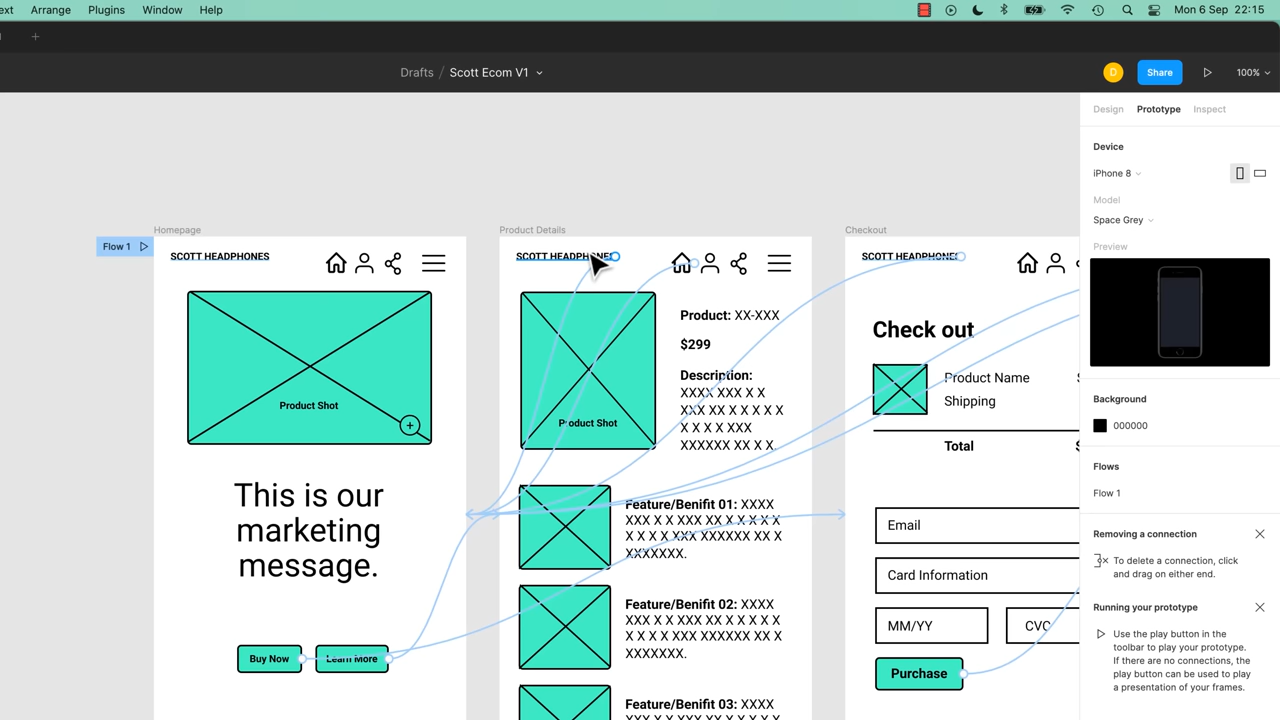 ext Arrange Plugins Window Help Mon 6 Sep 22:15
Drafts / Scott Ecom V1
D Share 100%
Design Prototype Inspect
Device
iPhone 8
Model
Space Grey
Preview
Background
000000
Flows
Flow 1
Removing a connection
To delete a connection, click
and drag on either end.
Running your prototype
Use the play button in the
toolbar to play your prototype.
If there are no connections, the
play button can be used to play
a presentation of your frames.
Flow 1
Homepage
SCOTT HEADPHONES
Product Shot
This is our
marketing
message.
Buy Now Learn More
Product Details
SCOTT HEADPHONES
Product Shot
Product: XX-XXX
$299
Description:
XXXX XXX X X
XXX XX X X X X X
X X X X XXX
XXXXXX XX X X.
Feature/Benifit 01: XXXX
XXX X X XXX XX X X X X X
X X X X XXX XXXXXX XX X
XXXXXXX.
Feature/Benifit 02: XXXX
XXX X X XXX XX X X X X X
X X X X XXX XXXXXX XX X
XXXXXXX.
Feature/Benifit 03: XXXX
Checkout
SCOTT HEADPHONES
Check out
Product Name $
Shipping
Total $
Email
Card Information
MM/YY CVC
Purchase